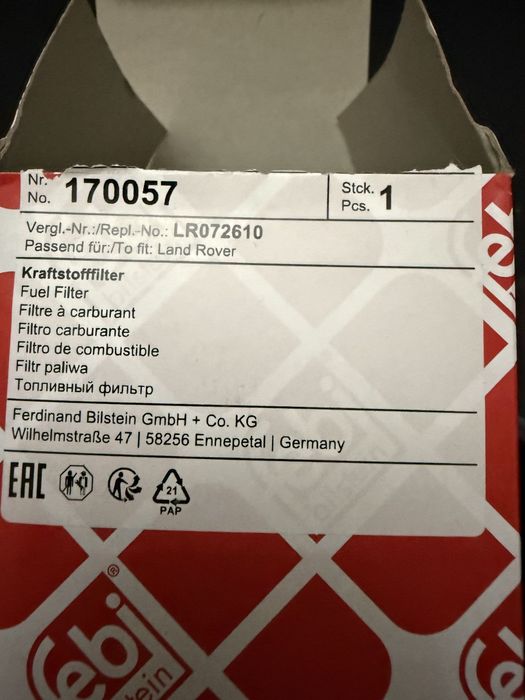 Nr. No. 170057
Stck. Pcs. 1
Vergl.-Nr.:/Repl.-No.: LR072610
Passend für:/To fit: Land Rover
Kraftstofffilter
Fuel Filter
Filtre à carburant
Filtro carburante
Filtro de combustible
Filtr paliwa
Топливный фильтр
Ferdinand Bilstein GmbH + Co. KG
Wilhelmstraße 47 | 58256 Ennepetal | Germany
EAC
21
PAP
®
febi